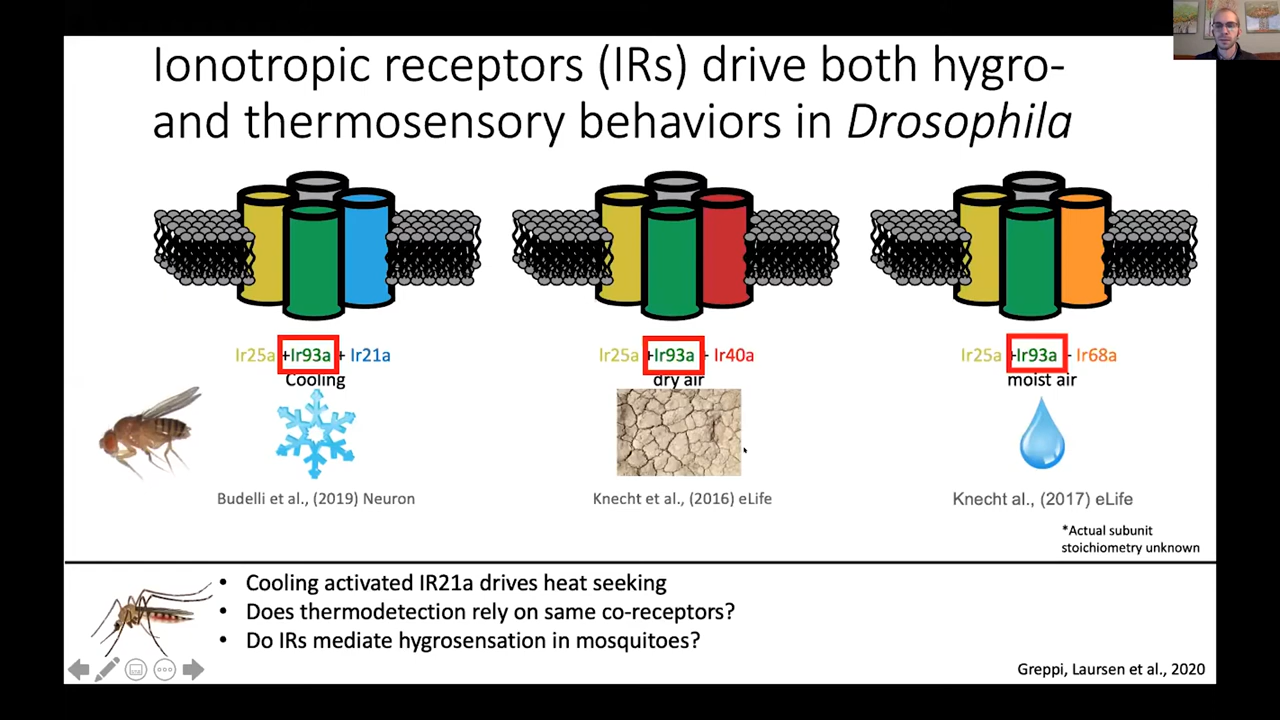 Ionotropic receptors (IRs) drive both hygro-
and thermosensory behaviors in Drosophila
Ir25a +Ir93a + Ir21a
Cooling
Budelli et al., (2019) Neuron
Ir25a +Ir93a + Ir40a
dry air
Knecht et al., (2016) eLife
Ir25a +Ir93a + Ir68a
moist air
Knecht al., (2017) eLife
*Actual subunit
stoichiometry unknown
• Cooling activated IR21a drives heat seeking
• Does thermodetection rely on same co-receptors?
• Do IRs mediate hygrosensation in mosquitoes?
Greppi, Laursen et al., 2020